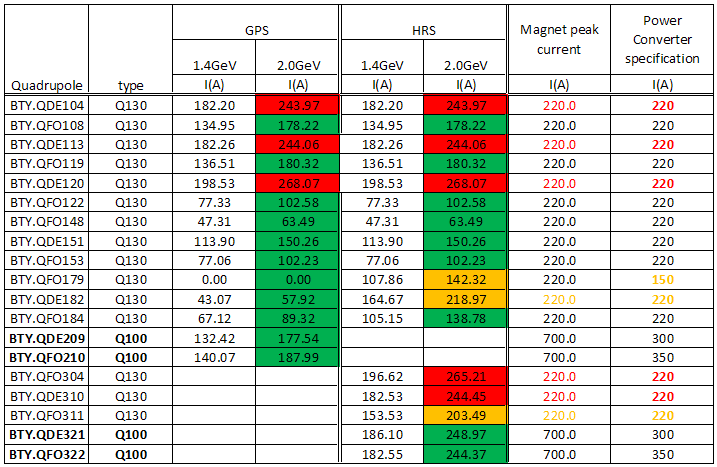 GPS HRS Magnet peak current Power Converter specification
1.4GeV 2.0GeV 1.4GeV 2.0GeV
Quadrupole type I(A) I(A) I(A) I(A) I(A) I(A)
BTY.QDE104 Q130 182.20 243.97 182.20 243.97 220.0 220
BTY.QFO108 Q130 134.95 178.22 134.95 178.22 220.0 220
BTY.QDE113 Q130 182.26 244.06 182.26 244.06 220.0 220
BTY.QFO119 Q130 136.51 180.32 136.51 180.32 220.0 220
BTY.QDE120 Q130 198.53 268.07 198.53 268.07 220.0 220
BTY.QFO122 Q130 77.33 102.58 77.33 102.58 220.0 220
BTY.QFO148 Q130 47.31 63.49 47.31 63.49 220.0 220
BTY.QDE151 Q130 113.90 150.26 113.90 150.26 220.0 220
BTY.QFO153 Q130 77.06 102.23 77.06 102.23 220.0 220
BTY.QFO179 Q130 0.00 0.00 107.86 142.32 220.0 150
BTY.QDE182 Q130 43.07 57.92 164.67 218.97 220.0 220
BTY.QFO184 Q130 67.12 89.32 105.15 138.78 220.0 220
BTY.QDE209 Q100 132.42 177.54 700.0 300
BTY.QFO210 Q100 140.07 187.99 700.0 350
BTY.QFO304 Q130 196.62 265.21 220.0 220
BTY.QDE310 Q130 182.53 244.45 220.0 220
BTY.QFO311 Q130 153.53 203.49 220.0 220
BTY.QDE321 Q100 186.10 248.97 700.0 300
BTY.QFO322 Q100 182.55 244.37 700.0 350